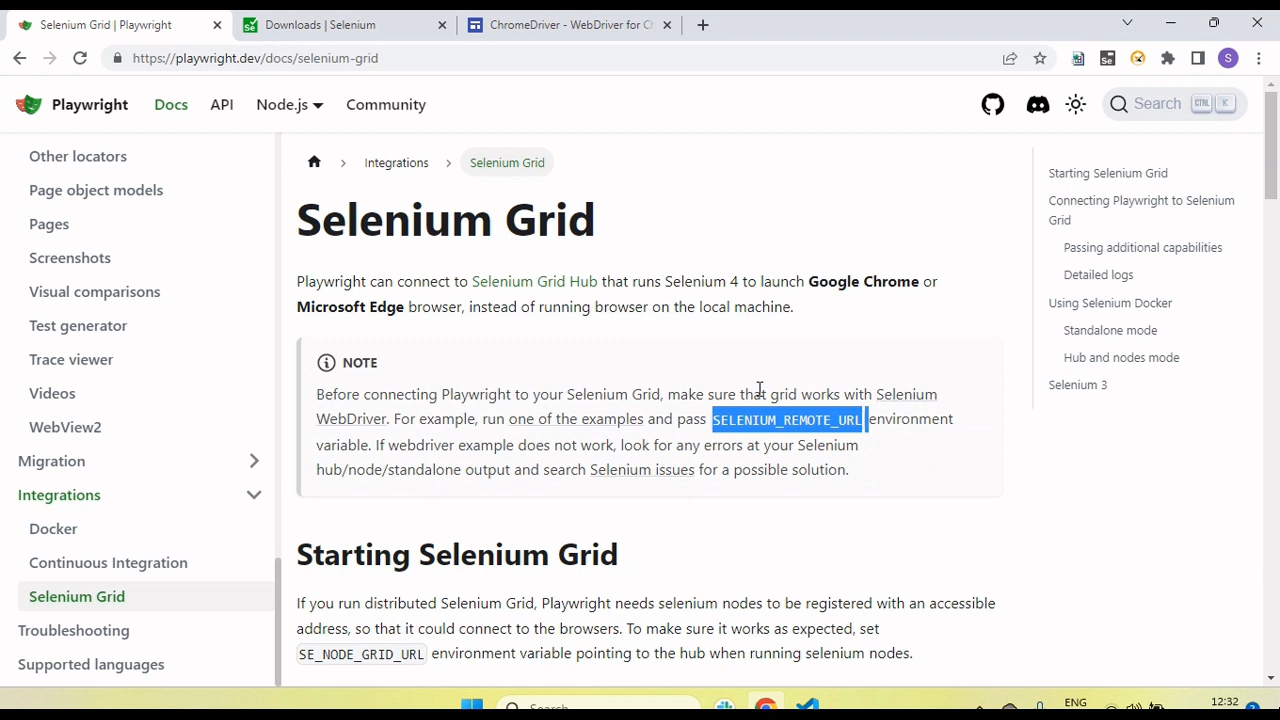 Selenium Grid | Playwright
Downloads | Selenium
ChromeDriver - WebDriver for Ch
https://playwright.dev/docs/selenium-grid
S
Playwright
Docs
API
Node.js
Community
Search
CTRL
K
Other locators
Page object models
Pages
Screenshots
Visual comparisons
Test generator
Trace viewer
Videos
WebView2
Migration
Integrations
Docker
Continuous Integration
Selenium Grid
Troubleshooting
Supported languages
Integrations
Selenium Grid
Selenium Grid
Playwright can connect to Selenium Grid Hub that runs Selenium 4 to launch Google Chrome or
Microsoft Edge browser, instead of running browser on the local machine.
NOTE
Before connecting Playwright to your Selenium Grid, make sure that grid works with Selenium
WebDriver. For example, run one of the examples and pass SELENIUM_REMOTE_URL environment
variable. If webdriver example does not work, look for any errors at your Selenium
hub/node/standalone output and search Selenium issues for a possible solution.
Starting Selenium Grid
If you run distributed Selenium Grid, Playwright needs selenium nodes to be registered with an accessible
address, so that it could connect to the browsers. To make sure it works as expected, set
SE_NODE_GRID_URL environment variable pointing to the hub when running selenium nodes.
Starting Selenium Grid
Connecting Playwright to Selenium
Grid
Passing additional capabilities
Detailed logs
Using Selenium Docker
Standalone mode
Hub and nodes mode
Selenium 3
Search
ENG
12:32